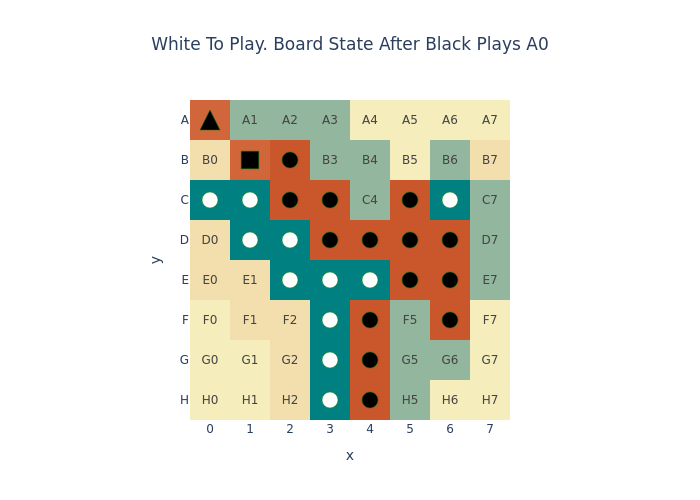 White To Play. Board State After Black Plays A0
A A1 A2 A3 A4 A5 A6 A7
B B0 B3 B4 B5 B6 B7
C C4 C7
D D0 D7
E E0 E1 E7
F F0 F1 F2 F5 F7
G G0 G1 G2 G5 G6 G7
H H0 H1 H2 H5 H6 H7
y
0 1 2 3 4 5 6 7
x